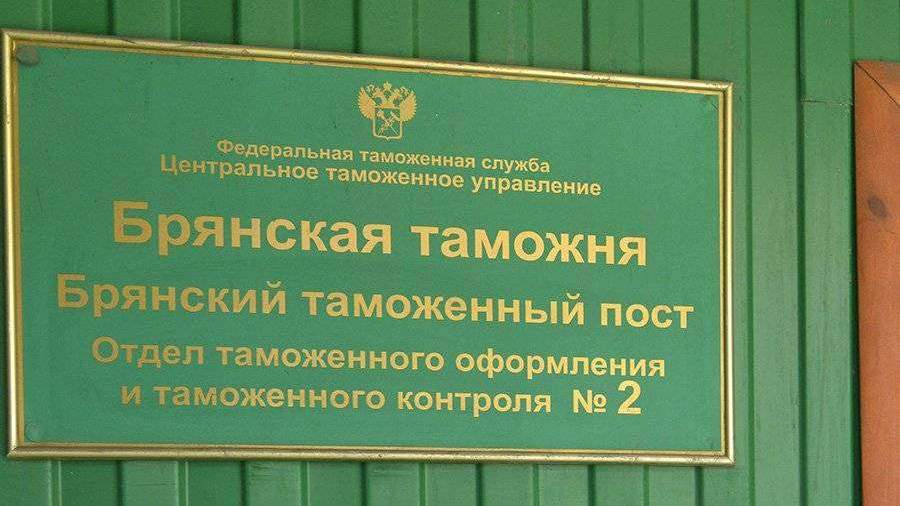 Федеральная таможенная служба
Центральное таможенное управление
Брянская таможня
Брянский таможенный пост
Отдел таможенного оформления
и таможенного контроля № 2